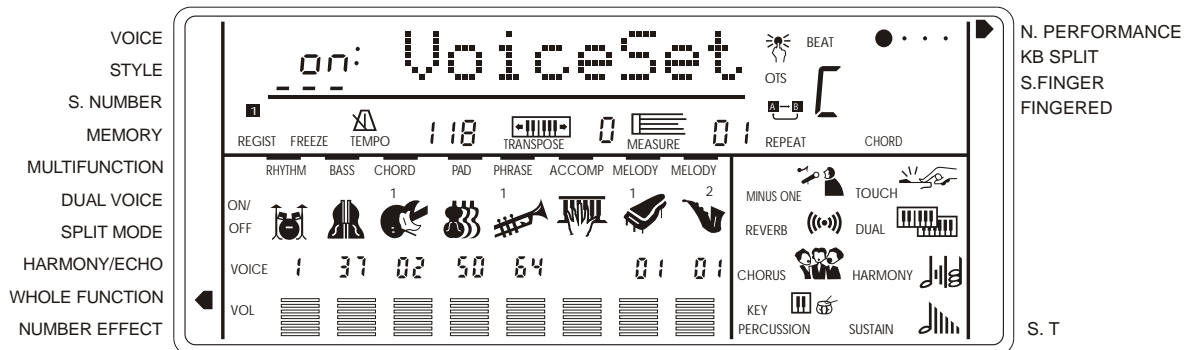 VOICE
STYLE
S. NUMBER
MEMORY
MULTIFUNCTION
DUAL VOICE
SPLIT MODE
HARMONY/ECHO
WHOLE FUNCTION
NUMBER EFFECT
___ on: VoiceSet
OTS
BEAT
C
1
REGIST FREEZE TEMPO 118 TRANSPOSE 0 MEASURE 01
A B
REPEAT
CHORD
RHYTHM BASS CHORD PAD PHRASE ACCOMP MELODY MELODY
1 1 1 2
ON/
OFF
VOICE 1 37 02 50 64 01 01
VOL
MINUS ONE TOUCH
REVERB DUAL
CHORUS HARMONY
KEY
PERCUSSION SUSTAIN
N. PERFORMANCE
KB SPLIT
S.FINGER
FINGERED
S. T